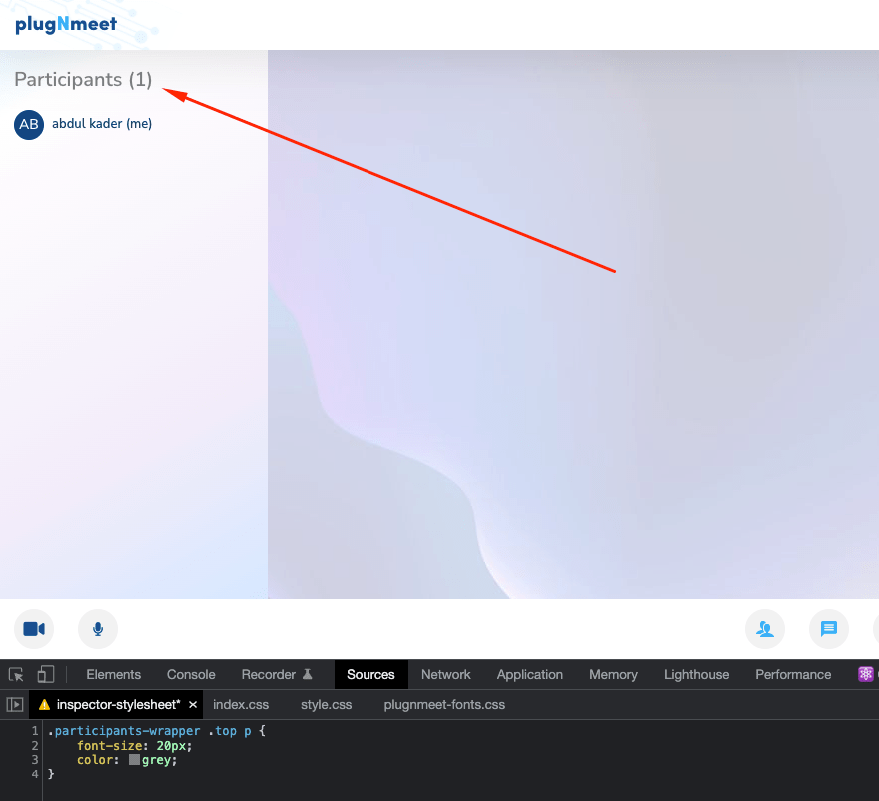 plugNmeet
Participants (1)
AB abdul kader (me)
Elements Console Recorder Sources Network Application Memory Lighthouse Performance
inspector-stylesheet* × index.css style.css plugnmeet-fonts.css
1 .participants-wrapper .top p {
2 font-size: 20px;
3 color: grey;
4 }